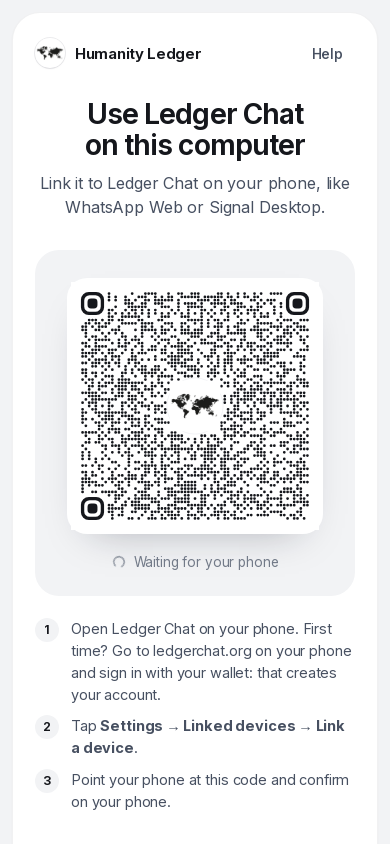 Humanity Ledger
Help
Use Ledger Chat
on this computer
Link it to Ledger Chat on your phone, like
WhatsApp Web or Signal Desktop.
Waiting for your phone
1 Open Ledger Chat on your phone. First
time? Go to ledgerchat.org on your phone
and sign in with your wallet: that creates
your account.
2 Tap Settings → Linked devices → Link
a device.
3 Point your phone at this code and confirm
on your phone.